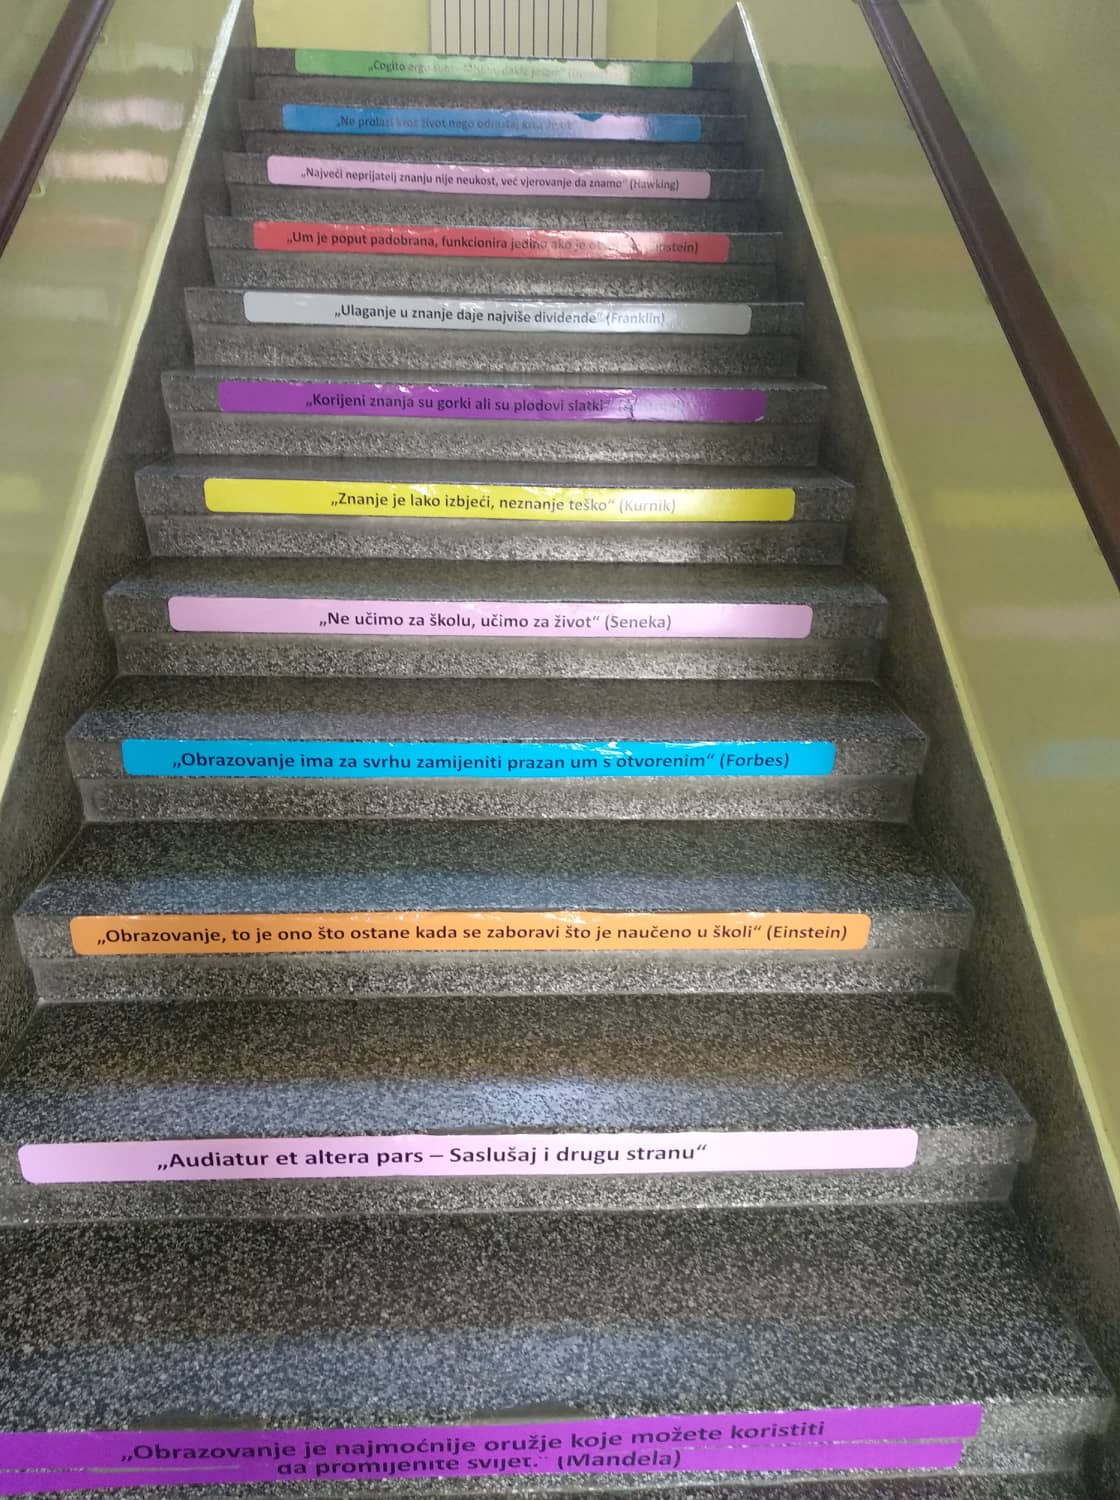 „Cogito ergo
„Ne prolazi kroz život nego odrastaj kroz
„Najveći neprijatelj znanju nije neukost, već vjerovanje da znamo“ (Hawking)
„Um je poput padobrana, funkcionira jedino ako je
„Ulaganje u znanje daje najviše dividende“ (Franklin)
„Korijeni znanja su gorki ali su plodovi slatki“
„Znanje je lako izbjeći, neznanje teško“ (Kurnik)
„Ne učimo za školu, učimo za život“ (Seneka)
„Obrazovanje ima za svrhu zamijeniti prazan um s otvorenim“ (Forbes)
„Obrazovanje, to je ono što ostane kada se zaboravi što je naučeno u školi“ (Einstein)
„Audiatur et altera pars – Saslušaj i drugu stranu“
„Obrazovanje je najmoćnije oružje koje možete koristiti
da promijenite svijet.“ (Mandela)